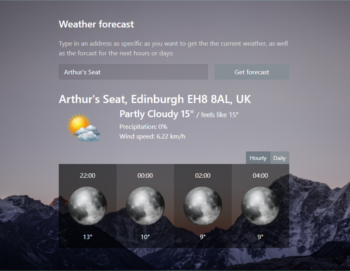 Weather forecast
Type in an address as specific as you want to get the the current weather, as well
as the forcast for the next hours or days
Arthur's Seat
Get forecast
Arthur's Seat, Edinburgh EH8 8AL, UK
Partly Cloudy 15° / feels like 15°
Precipitation: 0%
Wind speed: 6.22 km/h
Hourly Daily
22:00 00:00 02:00 04:00
13° 10° 9° 9°